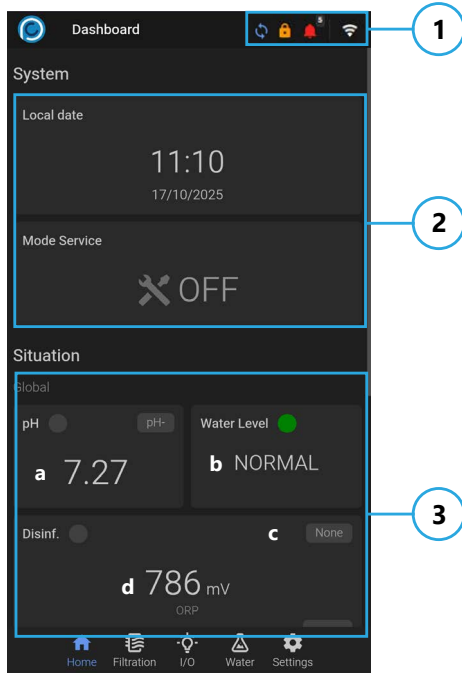 Dashboard
5
1
System
Local date
11:10
17/10/2025
2
Mode Service
OFF
Situation
Global
pH
pH-
Water Level
a 7.27
b NORMAL
3
Disinf.
c None
d 786 mV
ORP
Home Filtration I/O Water Settings